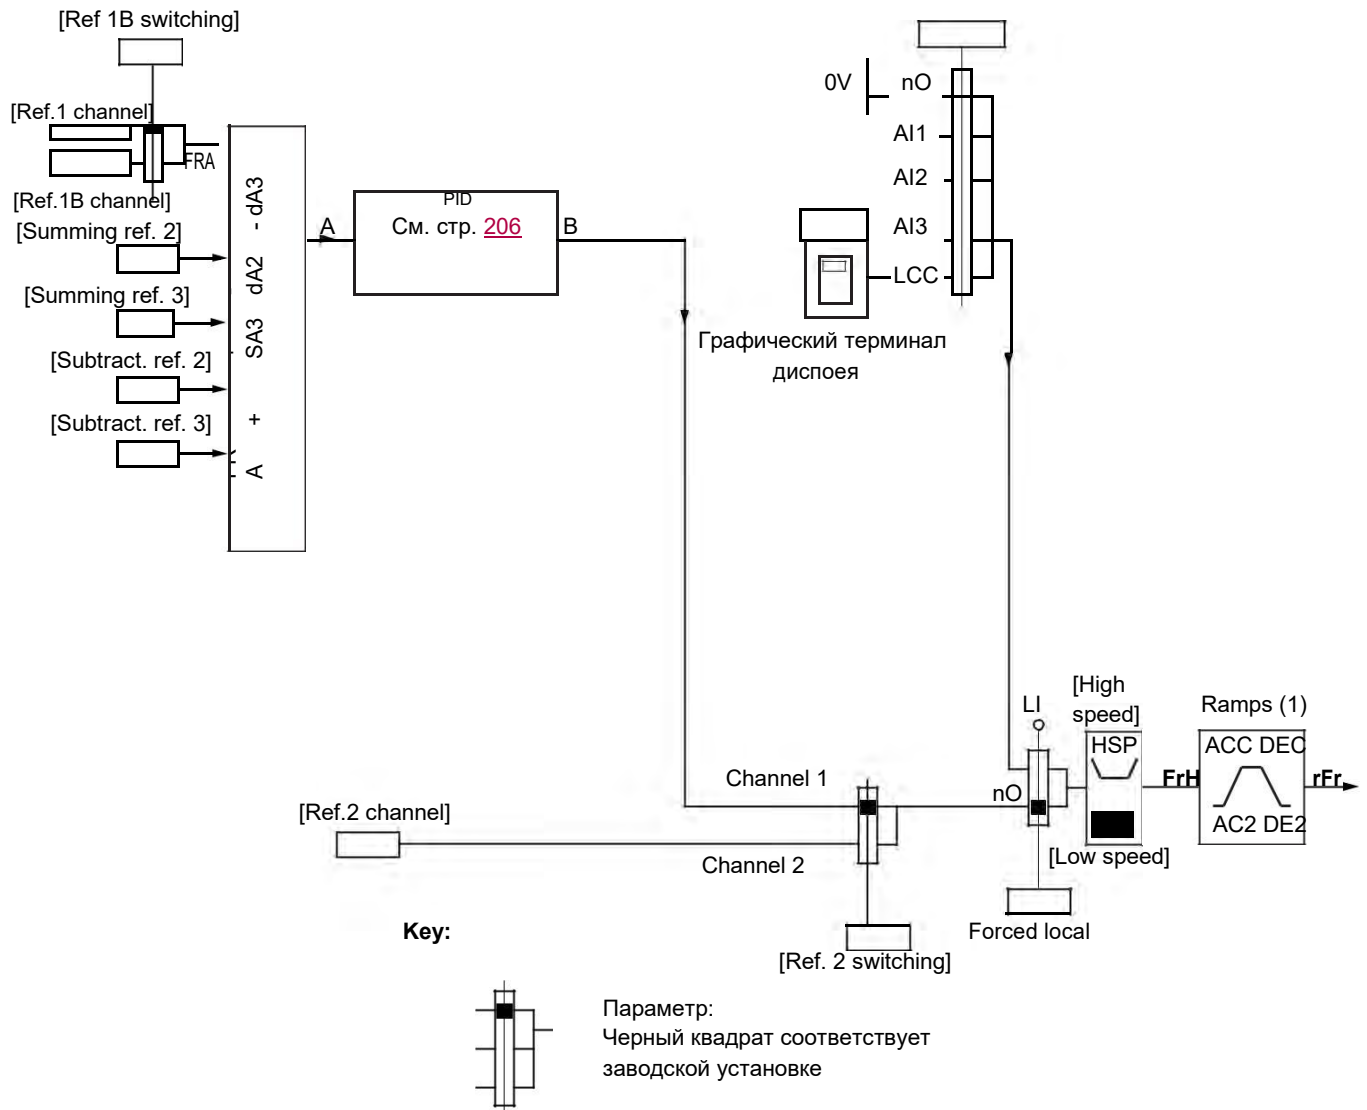 [Ref 1B switching]
[Ref.1 channel]
FRA
[Ref.1B channel]
[Summing ref. 2]
[Summing ref. 3]
[Subtract. ref. 2]
[Subtract. ref. 3]
- dA3
dA2
SA3
+
A
A
PID
См. стр. 206
B
0V
nO
AI1
AI2
AI3
LCC
Графический терминал
диспоея
[High
speed]
LI
HSP
Ramps (1)
ACC DEC
FrH
rFr
AC2 DE2
[Low speed]
Channel 1
nO
[Ref.2 channel]
Channel 2
Forced local
[Ref. 2 switching]
Key:
Параметр:
Черный квадрат соответствует
заводской установке